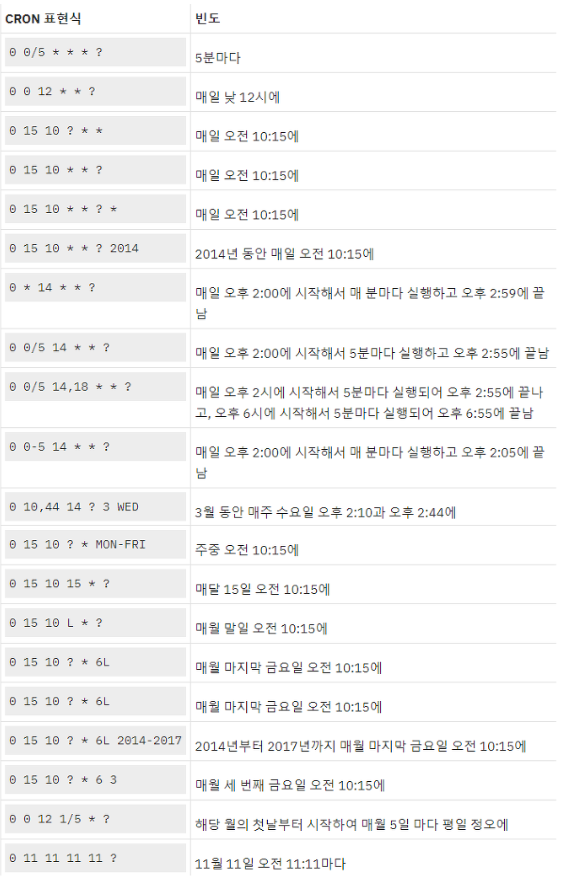 CRON 표현식 빈도
0 0/5 * * * ? 5분마다
0 0 12 * * ? 매일 낮 12시에
0 15 10 ? * * 매일 오전 10:15에
0 15 10 * * ? 매일 오전 10:15에
0 15 10 * * ? * 매일 오전 10:15에
0 15 10 * * ? 2014 2014년 동안 매일 오전 10:15에
0 * 14 * * ? 매일 오후 2:00에 시작해서 매 분마다 실행하고 오후 2:59에 끝
남
0 0/5 14 * * ? 매일 오후 2:00에 시작해서 5분마다 실행하고 오후 2:55에 끝남
0 0/5 14,18 * * ? 매일 오후 2시에 시작해서 5분마다 실행되어 오후 2:55에 끝나
고, 오후 6시에 시작해서 5분마다 실행되어 오후 6:55에 끝남
0 0-5 14 * * ? 매일 오후 2:00에 시작해서 매 분마다 실행하고 오후 2:05에 끝
남
0 10,44 14 ? 3 WED 3월 동안 매주 수요일 오후 2:10과 오후 2:44에
0 15 10 ? * MON-FRI 주중 오전 10:15에
0 15 10 15 * ? 매달 15일 오전 10:15에
0 15 10 L * ? 매월 말일 오전 10:15에
0 15 10 ? * 6L 매월 마지막 금요일 오전 10:15에
0 15 10 ? * 6L 매월 마지막 금요일 오전 10:15에
0 15 10 ? * 6L 2014-2017 2014년부터 2017년까지 매월 마지막 금요일 오전 10:15에
0 15 10 ? * 6 3 매월 세 번째 금요일 오전 10:15에
0 0 12 1/5 * ? 해당 월의 첫날부터 시작하여 매월 5일 마다 평일 정오에
0 11 11 11 11 ? 11월 11일 오전 11:11마다